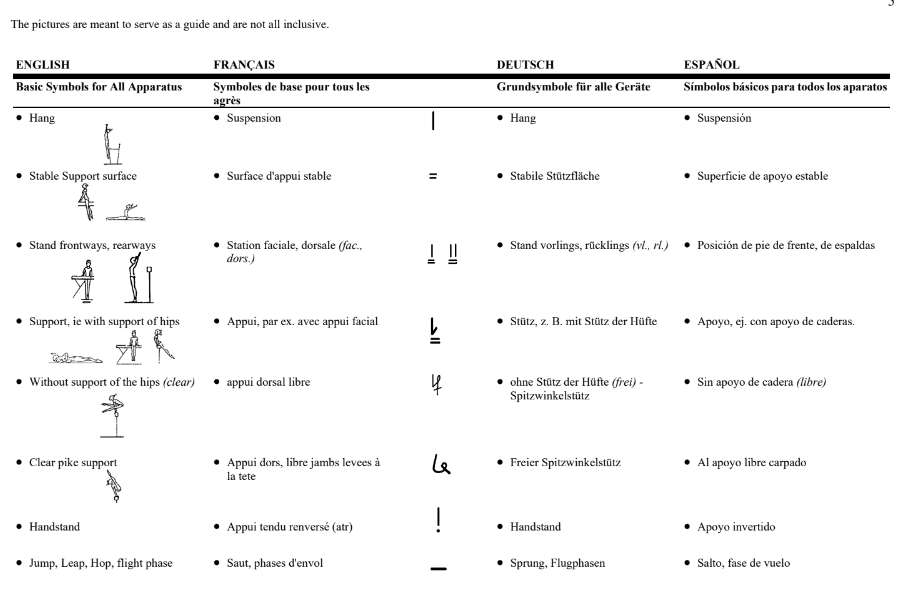 5
The pictures are meant to serve as a guide and are not all inclusive.
ENGLISH FRANÇAIS DEUTSCH ESPAÑOL
Basic Symbols for All Apparatus Symboles de base pour tous les Grundsymbole für alle Geräte Símbolos básicos para todos los aparatos
agrès
• Hang • Suspension • Hang • Suspensión
• Stable Support surface • Surface d'appui stable • Stabile Stützfläche • Superficie de apoyo estable
• Stand frontways, rearways • Station faciale, dorsale (fac., • Stand vorlings, rücklings (vl., rl.) • Posición de pie de frente, de espaldas
dors.)
• Support, ie with support of hips • Appui, par ex. avec appui facial • Stütz, z. B. mit Stütz der Hüfte • Apoyo, ej. con apoyo de caderas.
• Without support of the hips (clear) • appui dorsal libre • ohne Stütz der Hüfte (frei) - • Sin apoyo de cadera (libre)
Spitzwinkelstütz
• Clear pike support • Appui dors, libre jambs levees à • Freier Spitzwinkelstütz • Al apoyo libre carpado
la tete
• Handstand • Appui tendu renversé (atr) • Handstand • Apoyo invertido
• Jump, Leap, Hop, flight phase • Saut, phases d'envol • Sprung, Flugphasen • Salto, fase de vuelo